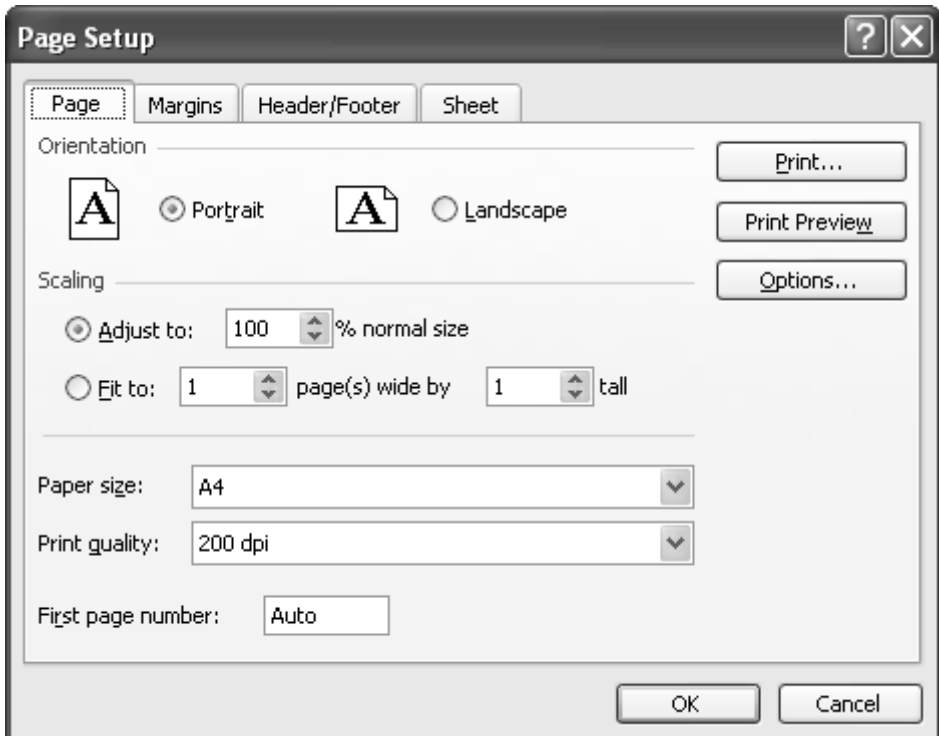 Page Setup
?
Page Margins Header/Footer Sheet
Orientation
A Portrait A Landscape
Print...
Print Preview
Options...
Scaling
Adjust to: 100 % normal size
Fit to: 1 page(s) wide by 1 tall
Paper size: A4
Print quality: 200 dpi
First page number: Auto
OK Cancel